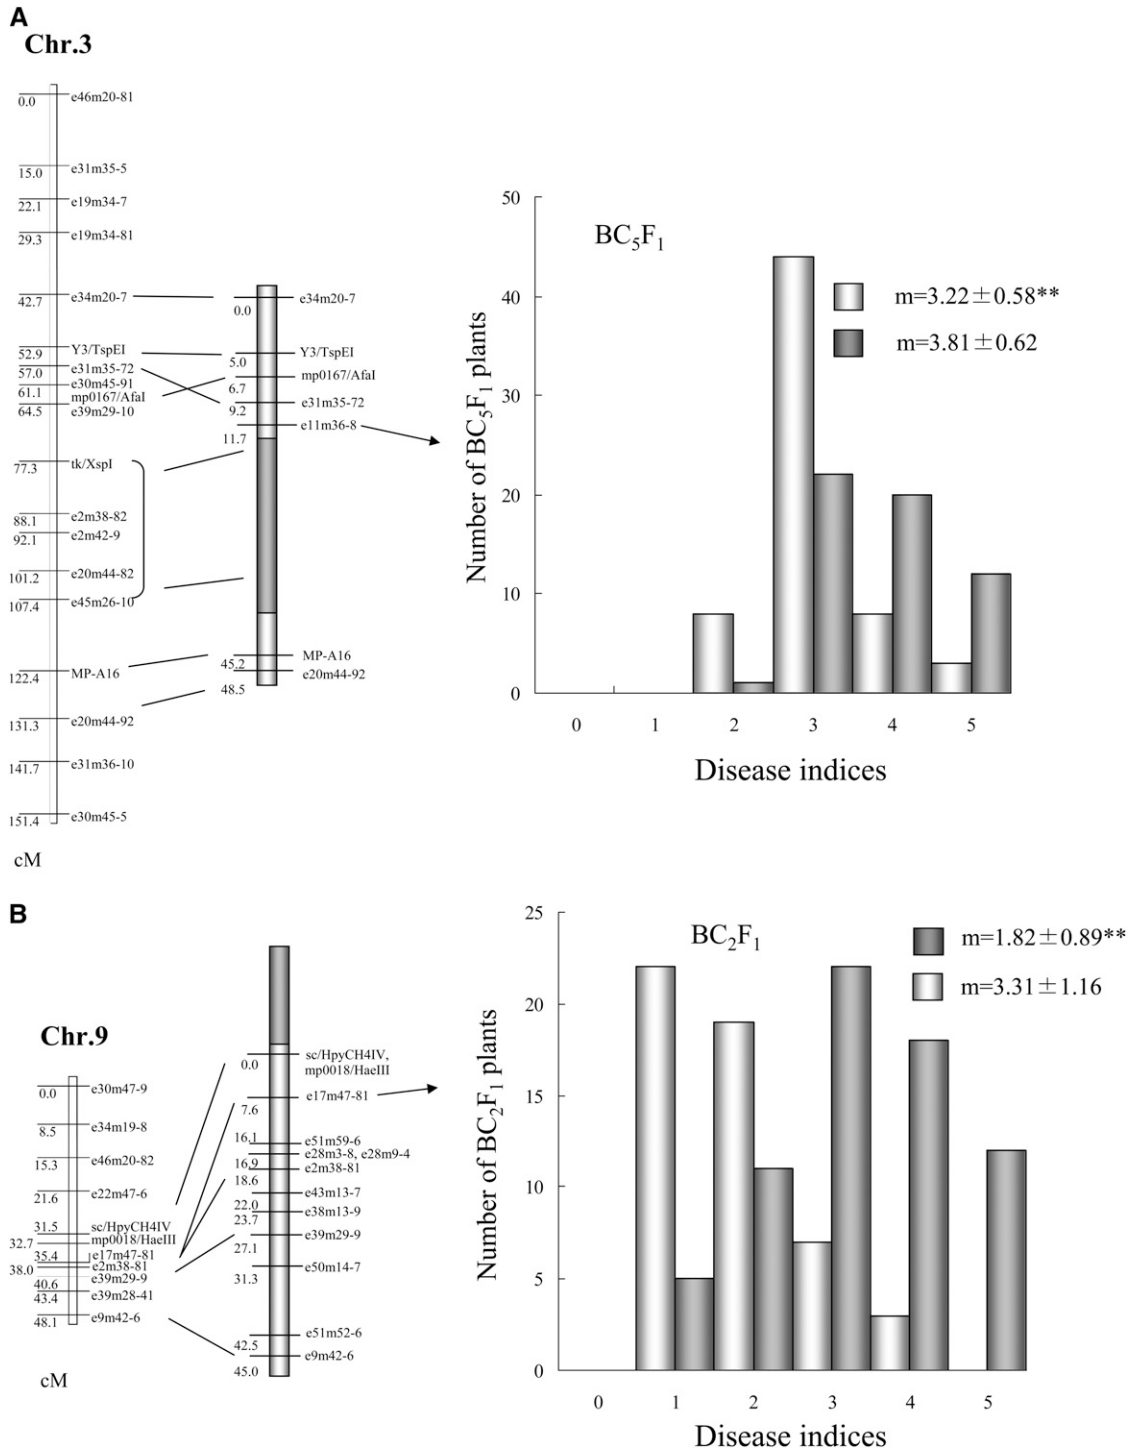 A
Chr.3
0.0 e46m20-81
15.0 e31m35-5
22.1 e19m34-7
29.3 e19m34-81
42.7 e34m20-7
52.9 Y3/TspEI
57.0 e31m35-72
61.1 e30m45-91
mp0167/AfaI
64.5 e39m29-10
77.3 tk/XspI
88.1 e2m38-82
92.1 e2m42-9
101.2 e20m44-82
107.4 e45m26-10
122.4 MP-A16
131.3 e20m44-92
141.7 e31m36-10
151.4 e30m45-5
cM
0.0 e34m20-7
5.0 Y3/TspEI
6.7 mp0167/AfaI
9.2 e31m35-72
11.7 e11m36-8
45.2 MP-A16
48.5 e20m44-92
BC5F1
m=3.22±0.58**
m=3.81±0.62
Number of BC5F1 plants
50
40
30
20
10
0
0 1 2 3 4 5
Disease indices
B
Chr.9
0.0 e30m47-9
8.5 e34m19-8
15.3 e46m20-82
21.6 e22m47-6
31.5 sc/HpyCH4IV
32.7 mp0018/HaeIII
35.4 e17m47-81
38.0 e2m38-81
40.6 e39m29-9
43.4 e39m28-41
48.1 e9m42-6
cM
0.0 sc/HpyCH4IV,
mp0018/HaeIII
7.6 e17m47-81
16.1 e51m59-6
16.9 e28m3-8, e28m9-4
18.6 e2m38-81
22.0 e43m13-7
23.7 e38m13-9
27.1 e39m29-9
31.3 e50m14-7
42.5 e51m52-6
45.0 e9m42-6
BC2F1
m=1.82±0.89**
m=3.31±1.16
Number of BC2F1 plants
25
20
15
10
5
0
0 1 2 3 4 5
Disease indices